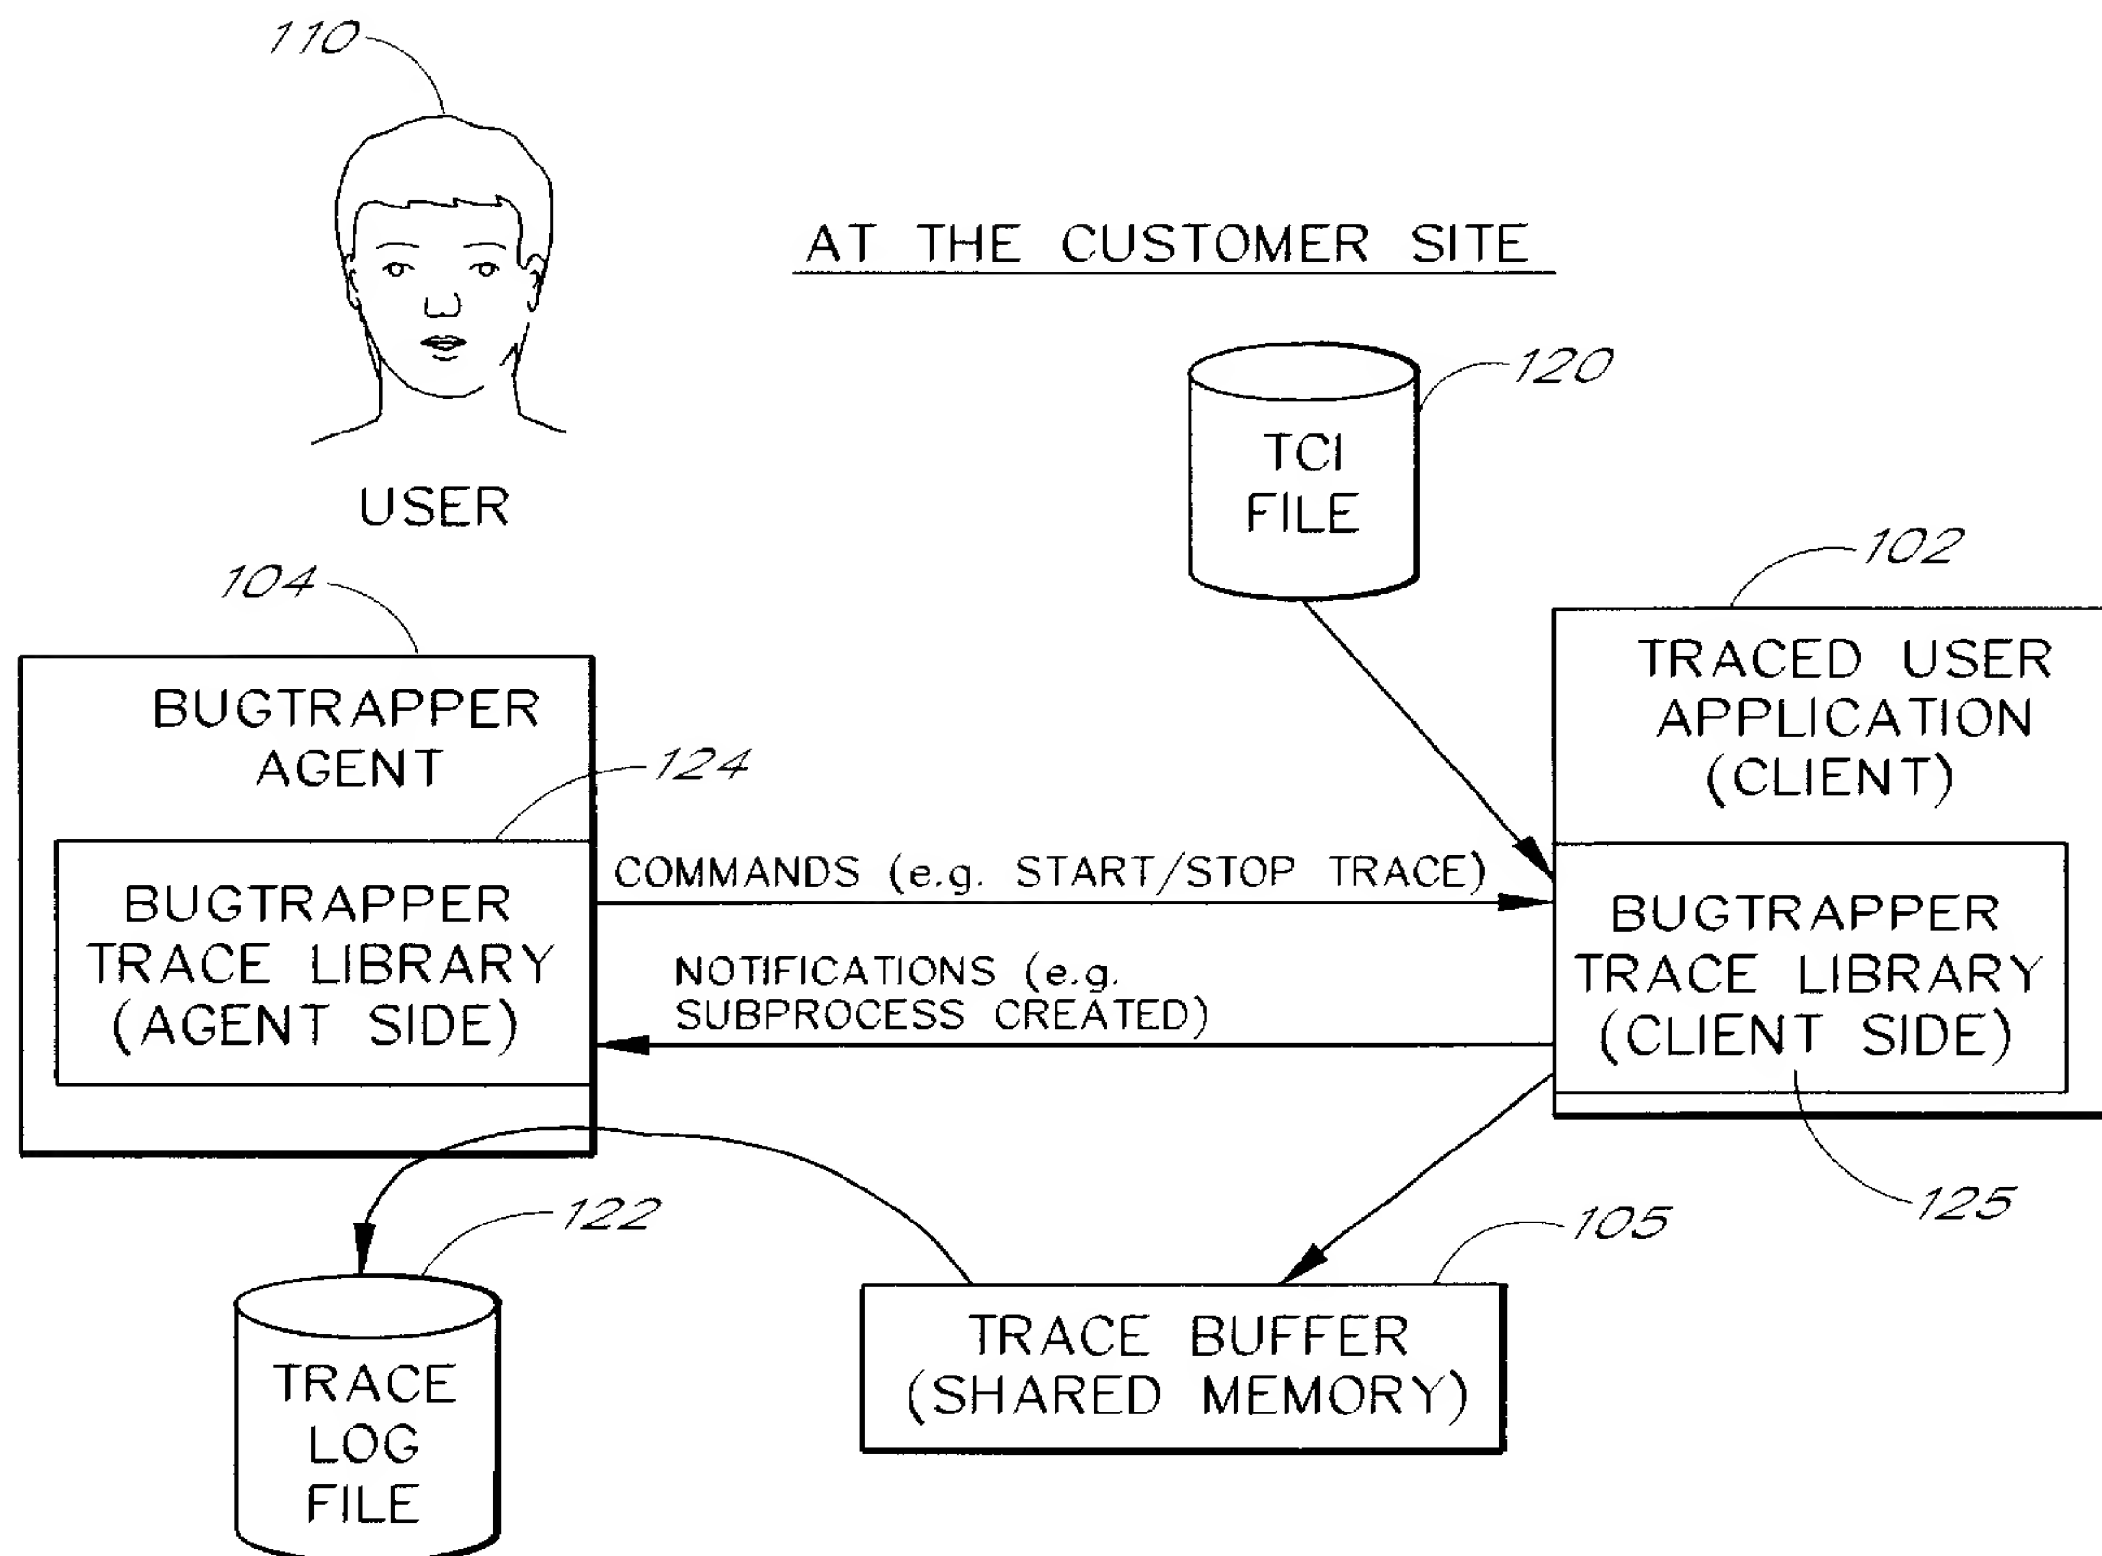 110
AT THE CUSTOMER SITE
120
TCI
FILE
USER
102
104
TRACED USER
APPLICATION
(CLIENT)
BUGTRAPPER
AGENT
124
COMMANDS (e.g. START/STOP TRACE)
BUGTRAPPER
TRACE LIBRARY
(AGENT SIDE)
BUGTRAPPER
TRACE LIBRARY
(CLIENT SIDE)
NOTIFICATIONS (e.g.
SUBPROCESS CREATED)
125
122
105
TRACE BUFFER
(SHARED MEMORY)
TRACE
LOG
FILE